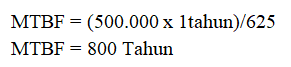 MTBF = (500.000 x 1tahun)/625
MTBF = 800 Tahun